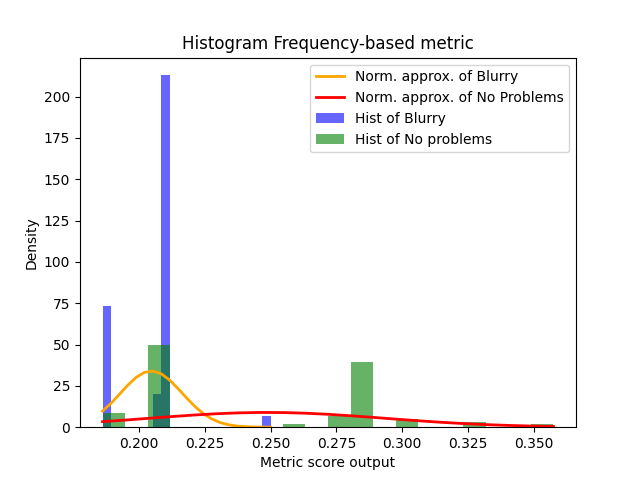 Histogram Frequency-based metric
Norm. approx. of Blurry
Norm. approx. of No Problems
Hist of Blurry
Hist of No problems
Density
200
175
150
125
100
75
50
25
0
0.200 0.225 0.250 0.275 0.300 0.325 0.350
Metric score output